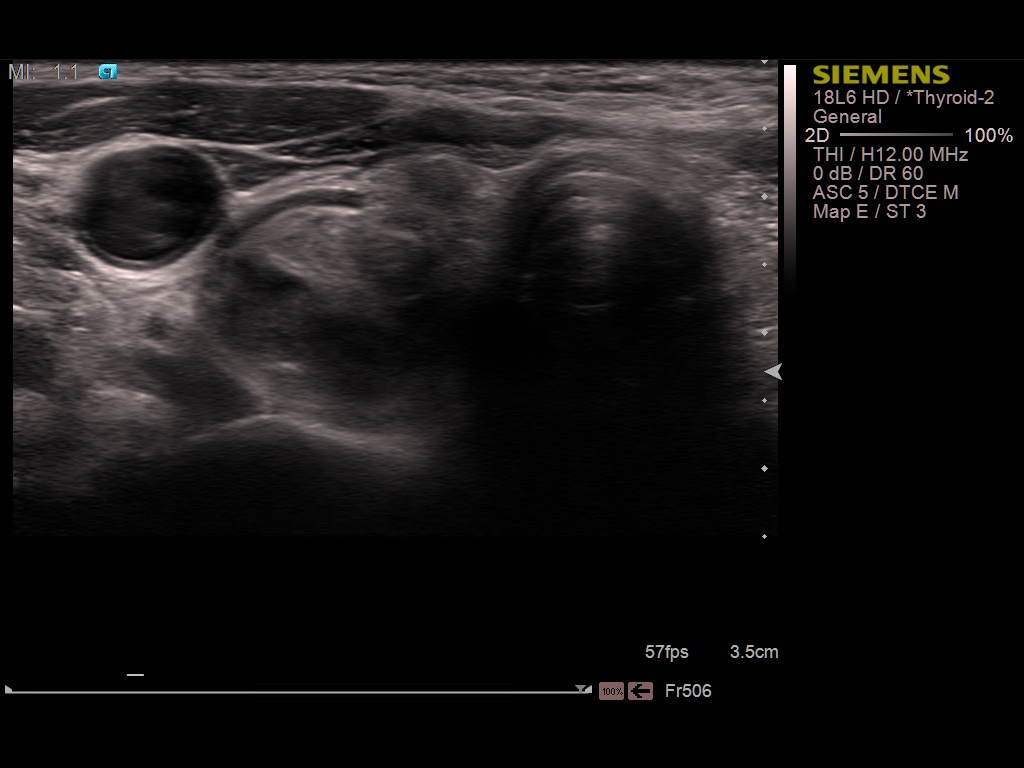 MI: 1.1
SIEMENS
18L6 HD / *Thyroid-2
General
2D 100%
THI / H12.00 MHz
0 dB / DR 60
ASC 5 / DTCE M
Map E / ST 3
57fps 3.5cm
100% Fr506